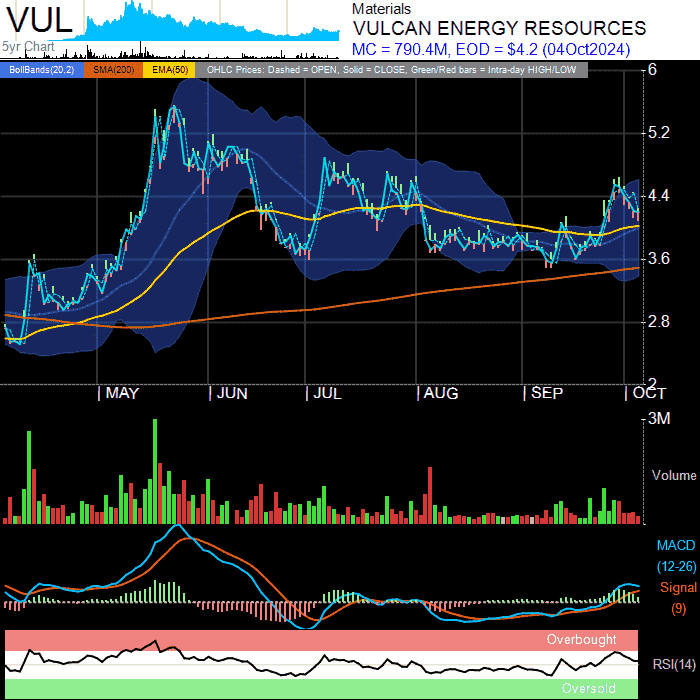 VUL
5yr Chart
Materials
VULCAN ENERGY RESOURCES
MC = 790.4M, EOD = $4.2 (04Oct2024)
BollBands(20,2) SMA(200) EMA(50) OHLC Prices: Dashed = OPEN, Solid = CLOSE, Green/Red bars = Intra-day HIGH/LOW
6
5.2
4.4
3.6
2.8
2
MAY JUN JUL AUG SEP OCT
3M
Volume
MACD
(12-26)
Signal
(9)
Overbought
RSI(14)
Oversold